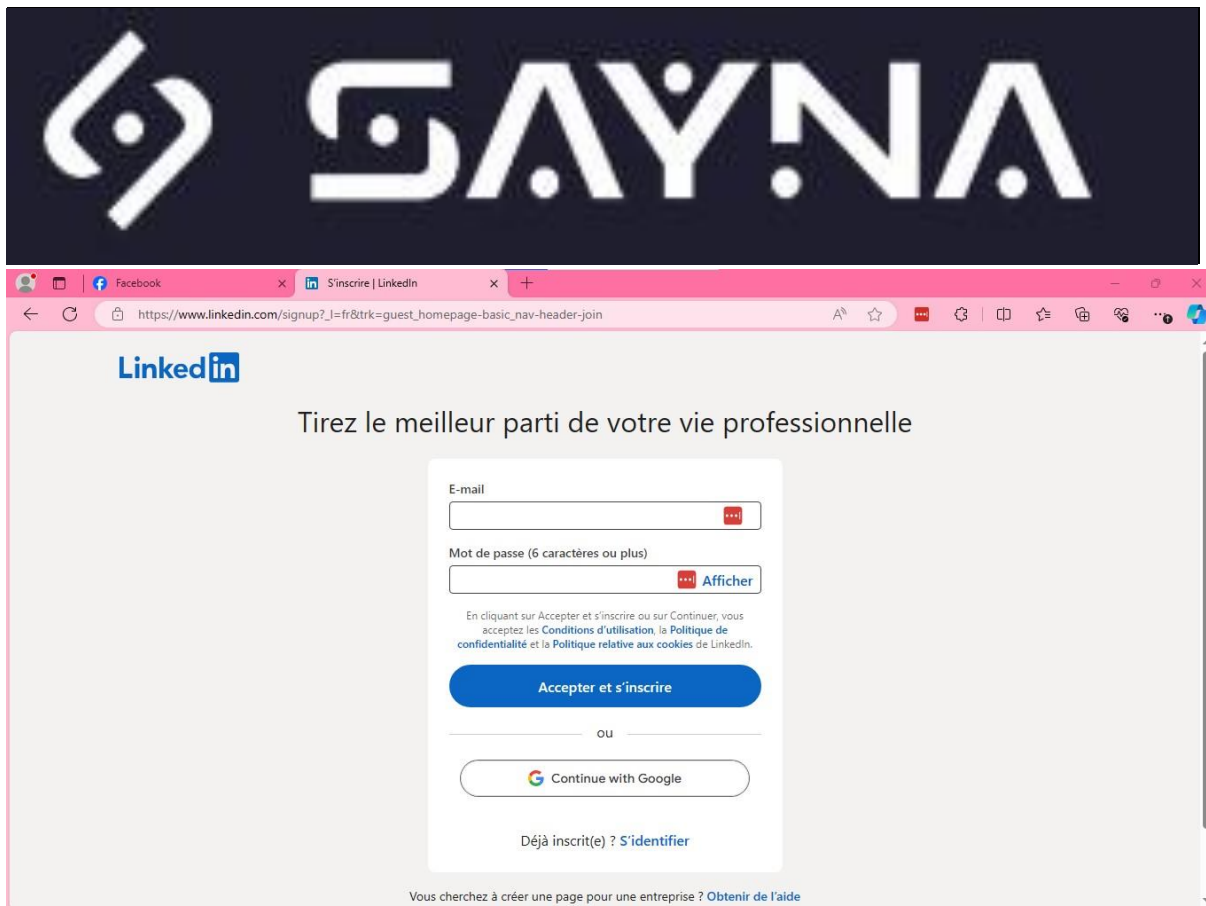 SAYNA
Facebook
S'inscrire | LinkedIn
https://www.linkedin.com/signup?_l=fr&trk=guest_homepage-basic_nav-header-join
Linked in
Tirez le meilleur parti de votre vie professionnelle
E-mail
Mot de passe (6 caractères ou plus)
Afficher
En cliquant sur Accepter et s'inscrire ou sur Continuer, vous
acceptez les Conditions d'utilisation, la Politique de
confidentialité et la Politique relative aux cookies de LinkedIn.
Accepter et s'inscrire
ou
Continue with Google
Déjà inscrit(e) ? S'identifier
Vous cherchez à créer une page pour une entreprise ? Obtenir de l'aide